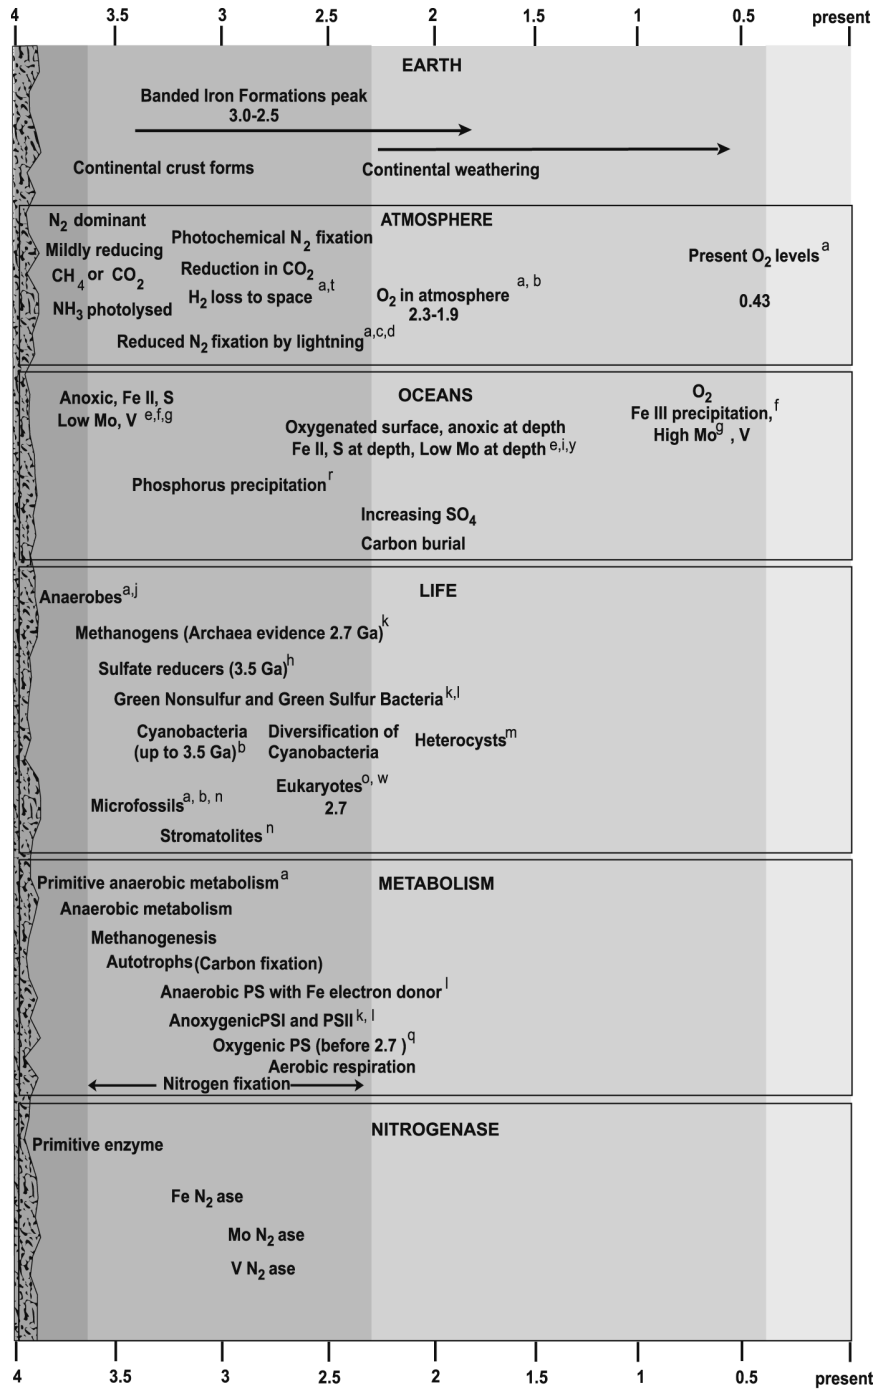 4 3.5 3 2.5 2 1.5 1 0.5 present
EARTH
Banded Iron Formations peak
3.0-2.5
Continental crust forms
Continental weathering
ATMOSPHERE
N2 dominant
Mildly reducing
CH4 or CO2
NH3 photolysed
Photochemical N2 fixation
Reduction in CO2
H2 loss to space a,t
Reduced N2 fixation by lightning a,c,d
O2 in atmosphere a, b
2.3-1.9
Present O2 levels a
0.43
OCEANS
Anoxic, Fe II, S
Low Mo, V e,f,g
Oxygenated surface, anoxic at depth
Fe II, S at depth, Low Mo at depth e,i,y
O2
Fe III precipitation, f
High Mo g , V
Phosphorus precipitation r
Increasing SO4
Carbon burial
LIFE
Anaerobes a,j
Methanogens (Archaea evidence 2.7 Ga) k
Sulfate reducers (3.5 Ga) h
Green Nonsulfur and Green Sulfur Bacteria k,l
Cyanobacteria
(up to 3.5 Ga) b
Diversification of
Cyanobacteria
Heterocysts m
Eukaryotes o, w
2.7
Microfossils a, b, n
Stromatolites n
METABOLISM
Primitive anaerobic metabolism a
Anaerobic metabolism
Methanogenesis
Autotrophs (Carbon fixation)
Anaerobic PS with Fe electron donor l
AnoxygenicPSI and PSII k, l
Oxygenic PS (before 2.7 ) q
Aerobic respiration
Nitrogen fixation
NITROGENASE
Primitive enzyme
Fe N2 ase
Mo N2 ase
V N2 ase
4 3.5 3 2.5 2 1.5 1 0.5 present